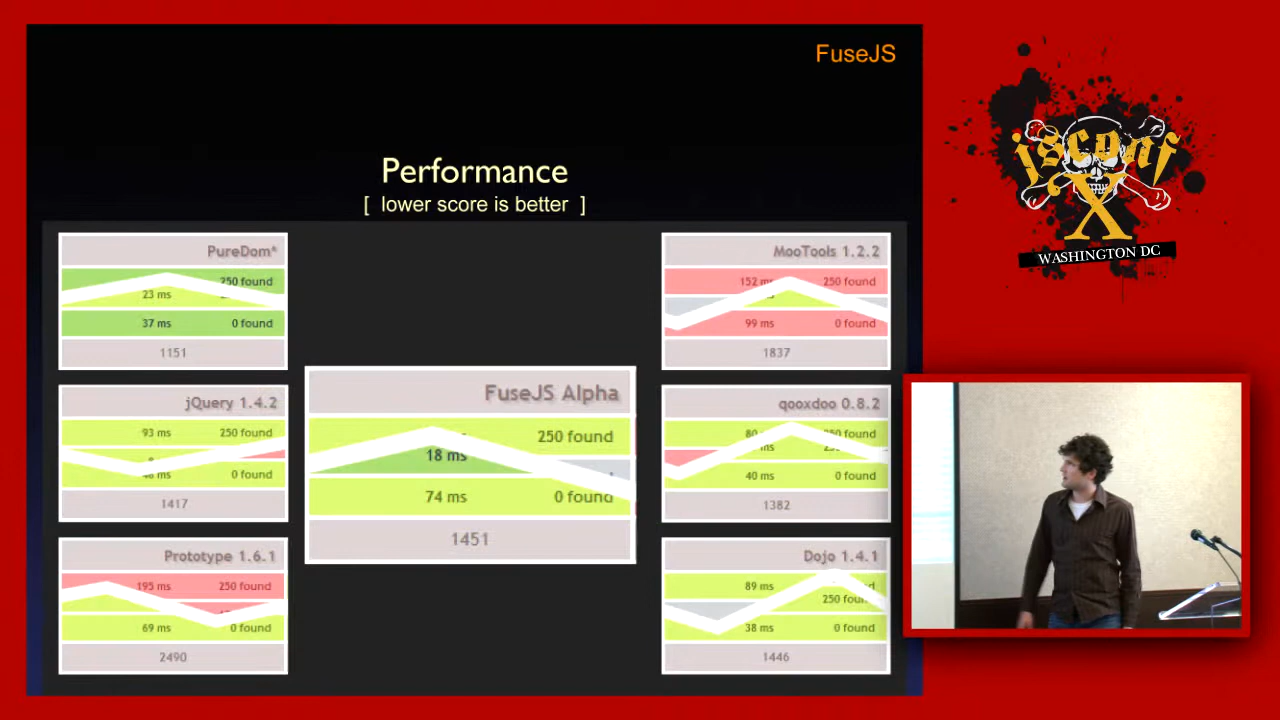 FuseJS
Performance
[ lower score is better ]
PureDom*
250 found
23 ms
37 ms 0 found
1151
jQuery 1.4.2
93 ms 250 found
0 found
1417
Prototype 1.6.1
195 ms 250 found
69 ms 0 found
2490
FuseJS Alpha
250 found
18 ms
74 ms 0 found
1451
MooTools 1.2.2
152 ms 250 found
99 ms 0 found
1837
qooxdoo 0.8.2
40 ms 0 found
1382
Dojo 1.4.1
89 ms
250 found
38 ms 0 found
1446
jsconf
X
WASHINGTON DC